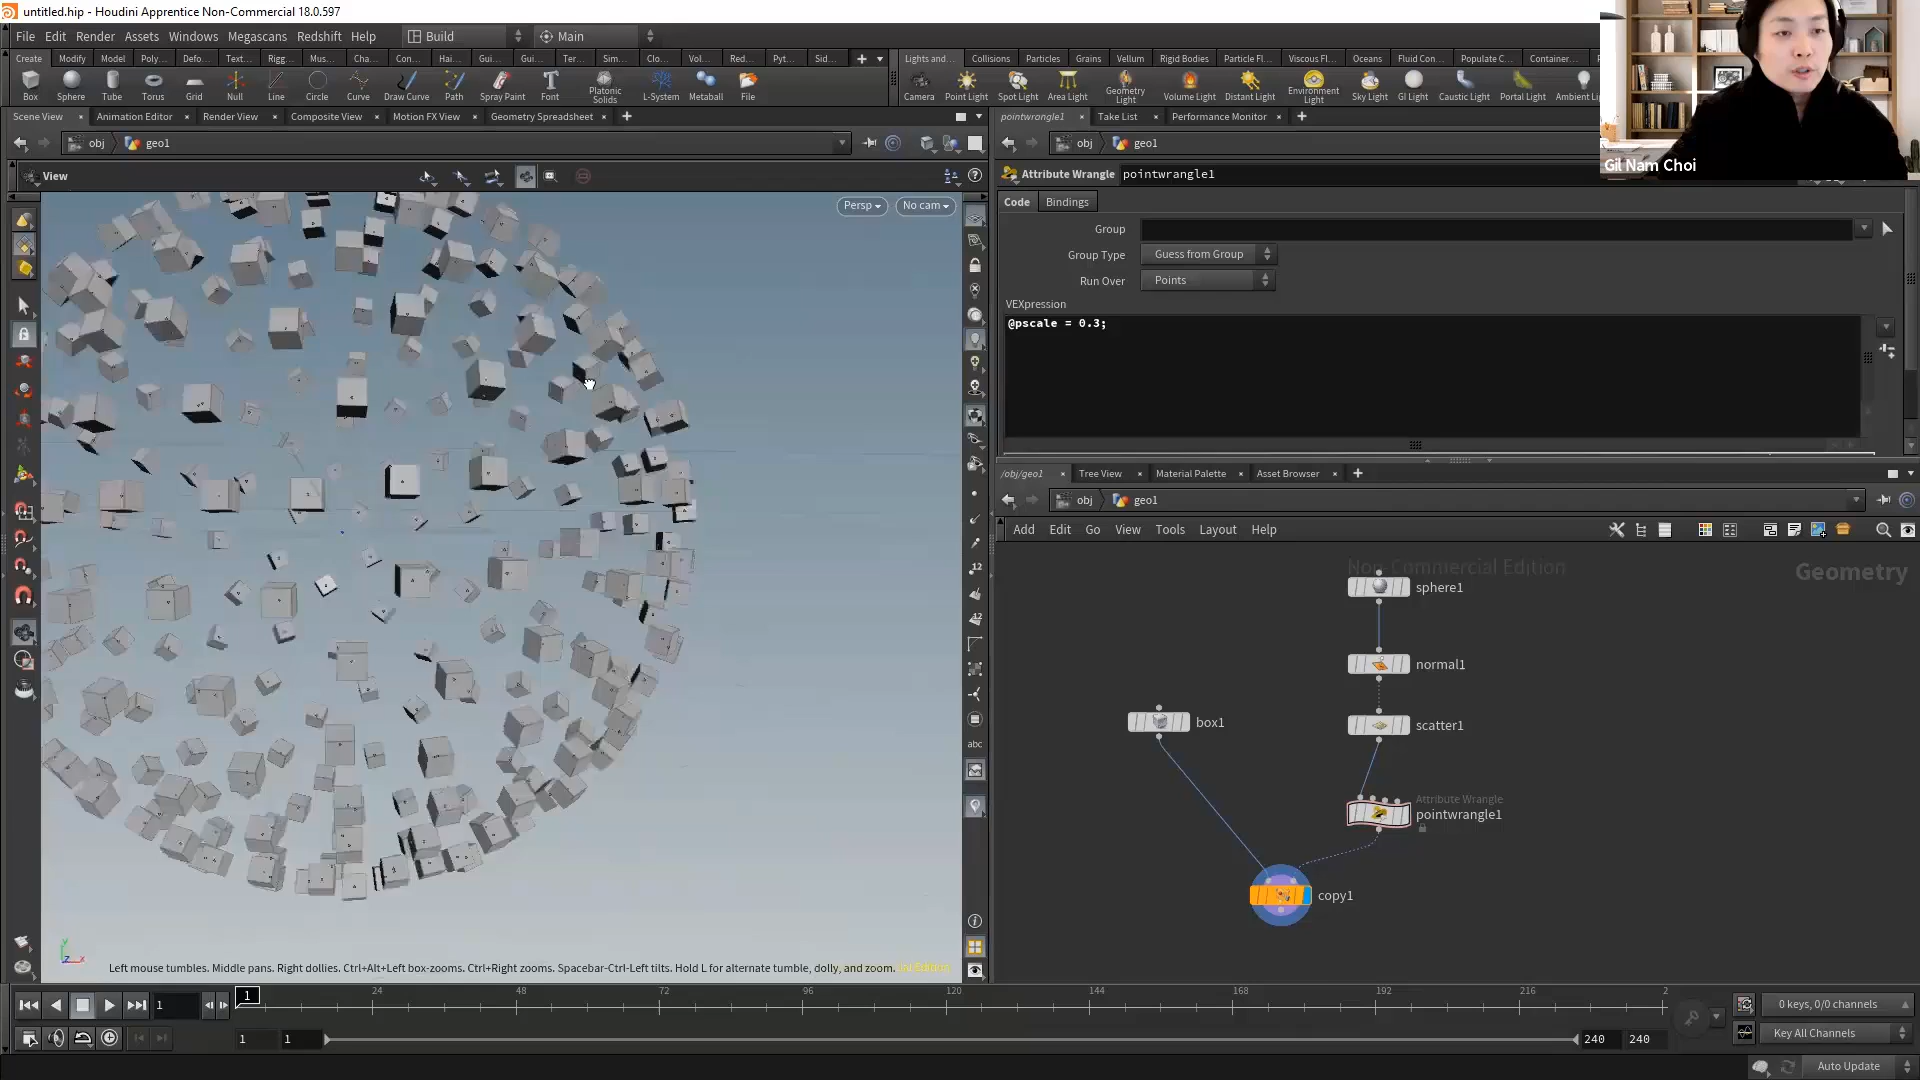 untitled.hip - Houdini Apprentice Non-Commercial 18.0.597
File Edit Render Assets Windows Megascans Redshift Help Build Main
Create Modify Model Poly... Defo... Text... Rigg... Mus... Cha... Con... Hai... Gui... Gui... Ter... Sim... Clo... Vol... Red... Pyt... Sid...
Lights and... Collisions Particles Grains Vellum Rigid Bodies Particle Fl... Viscous Fl... Oceans Fluid Con... Populate C... Container...
Box Sphere Tube Torus Grid Null Line Circle Curve Draw Curve Path Spray Paint Font Platonic Solids L-System Metaball File
Camera Point Light Spot Light Area Light Geometry Light Volume Light Distant Light Environment Light Sky Light GI Light Caustic Light Portal Light Ambient
Gil Nam Choi
Scene View Animation Editor Render View Composite View Motion FX View Geometry Spreadsheet
pointwrangle1 Take List Performance Monitor
obj geo1
obj geo1
View
Attribute Wrangle pointwrangle1
Code Bindings
Persp No cam
Group
Group Type Guess from Group
Run Over Points
VEXpression
@pscale = 0.3;
/obj/geo1 Tree View Material Palette Asset Browser
obj geo1
Add Edit Go View Tools Layout Help
Non-Commercial Edition
Geometry
sphere1
normal1
box1
scatter1
Attribute Wrangle
pointwrangle1
copy1
12
12
abc
Left mouse tumbles. Middle pans. Right dollies. Ctrl+Alt+Left box-zooms. Ctrl+Right zooms. Spacebar-Ctrl-Left tilts. Hold L for alternate tumble, dolly, and zoom.
1 1 24 48 72 96 120 144 168 192 216 2
0 keys, 0/0 channels
1 1 240 240
Key All Channels
Auto Update